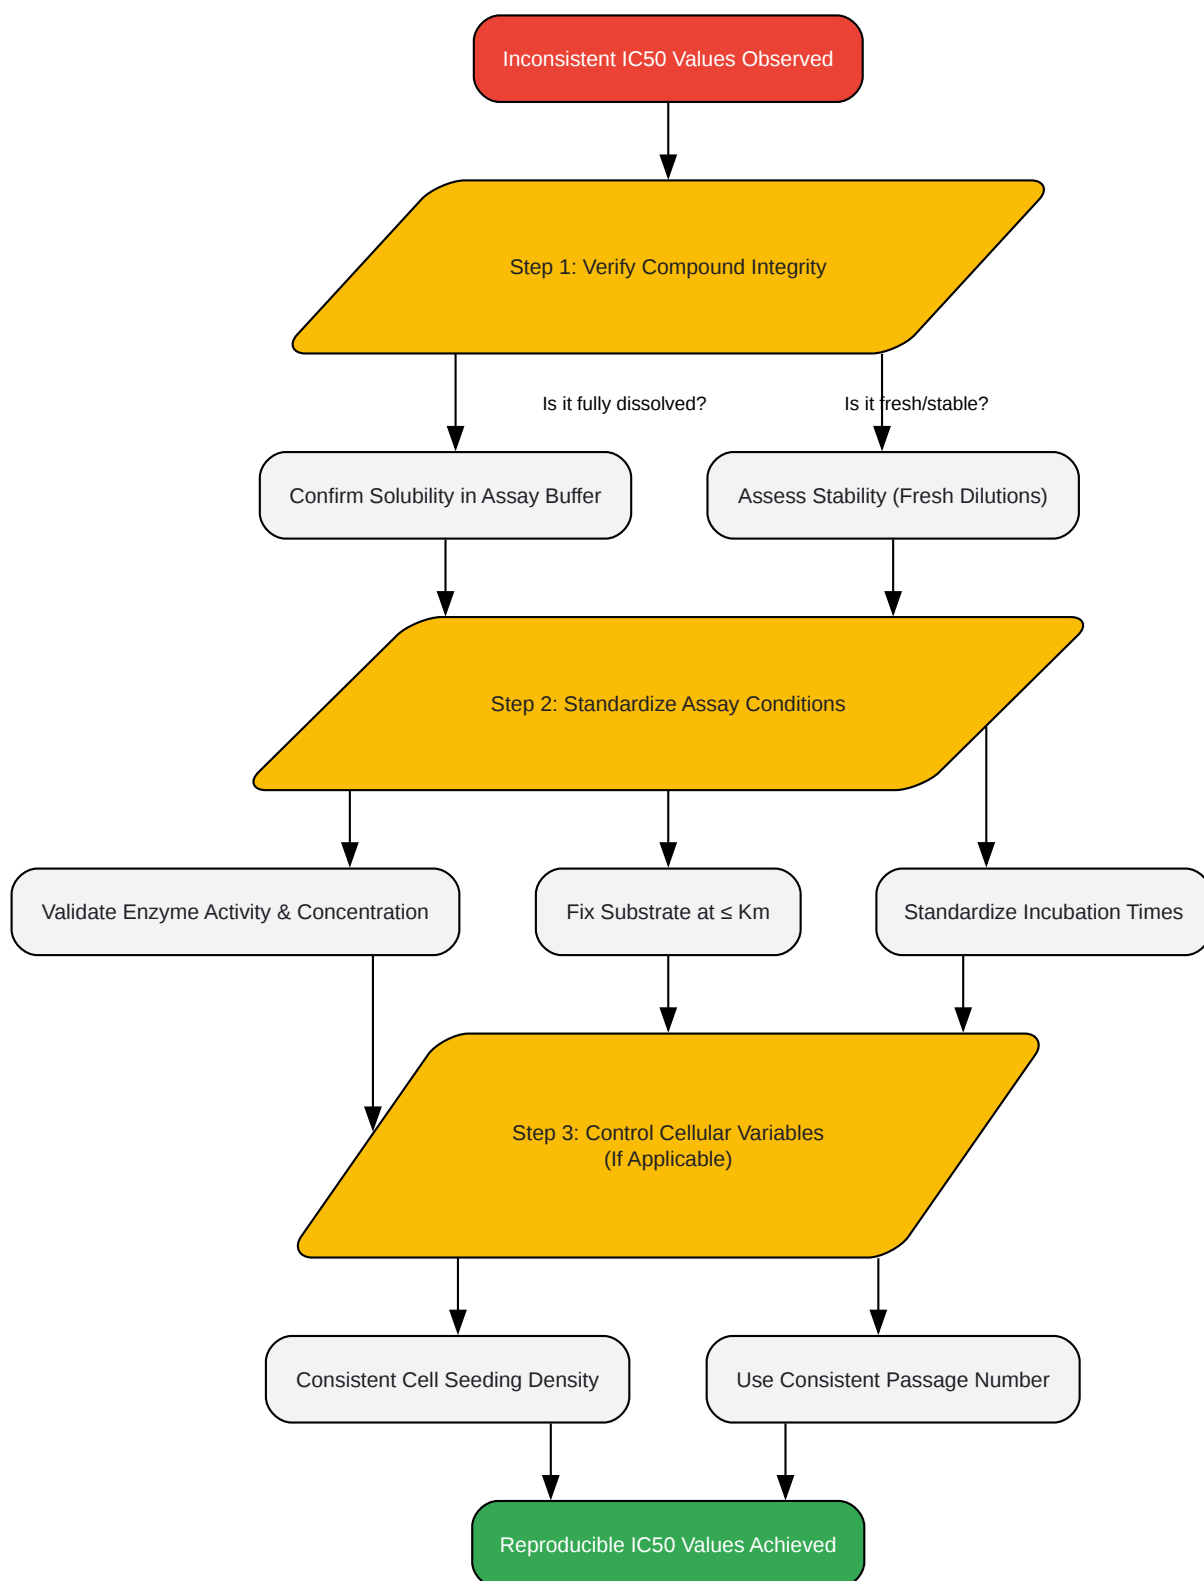 Inconsistent IC50 Values Observed
Step 1: Verify Compound Integrity
Is it fully dissolved?
Is it fresh/stable?
Confirm Solubility in Assay Buffer
Assess Stability (Fresh Dilutions)
Step 2: Standardize Assay Conditions
Validate Enzyme Activity & Concentration
Fix Substrate at ≤ Km
Standardize Incubation Times
Step 3: Control Cellular Variables
(If Applicable)
Consistent Cell Seeding Density
Use Consistent Passage Number
Reproducible IC50 Values Achieved